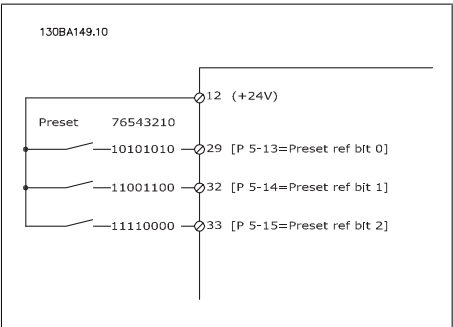 130BA149.10
12 (+24V)
Preset 76543210
10101010 29 [P 5-13=Preset ref bit 0]
11001100 32 [P 5-14=Preset ref bit 1]
11110000 33 [P 5-15=Preset ref bit 2]